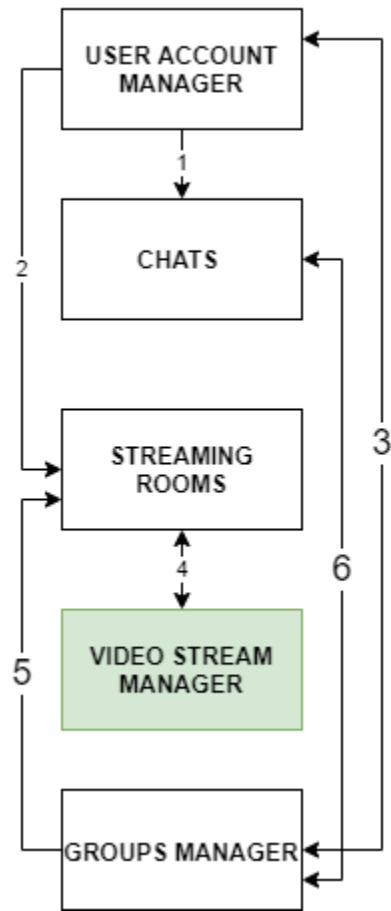 USER ACCOUNT
MANAGER
1
CHATS
2
3
STREAMING
ROOMS
4
6
VIDEO STREAM
MANAGER
5
GROUPS MANAGER